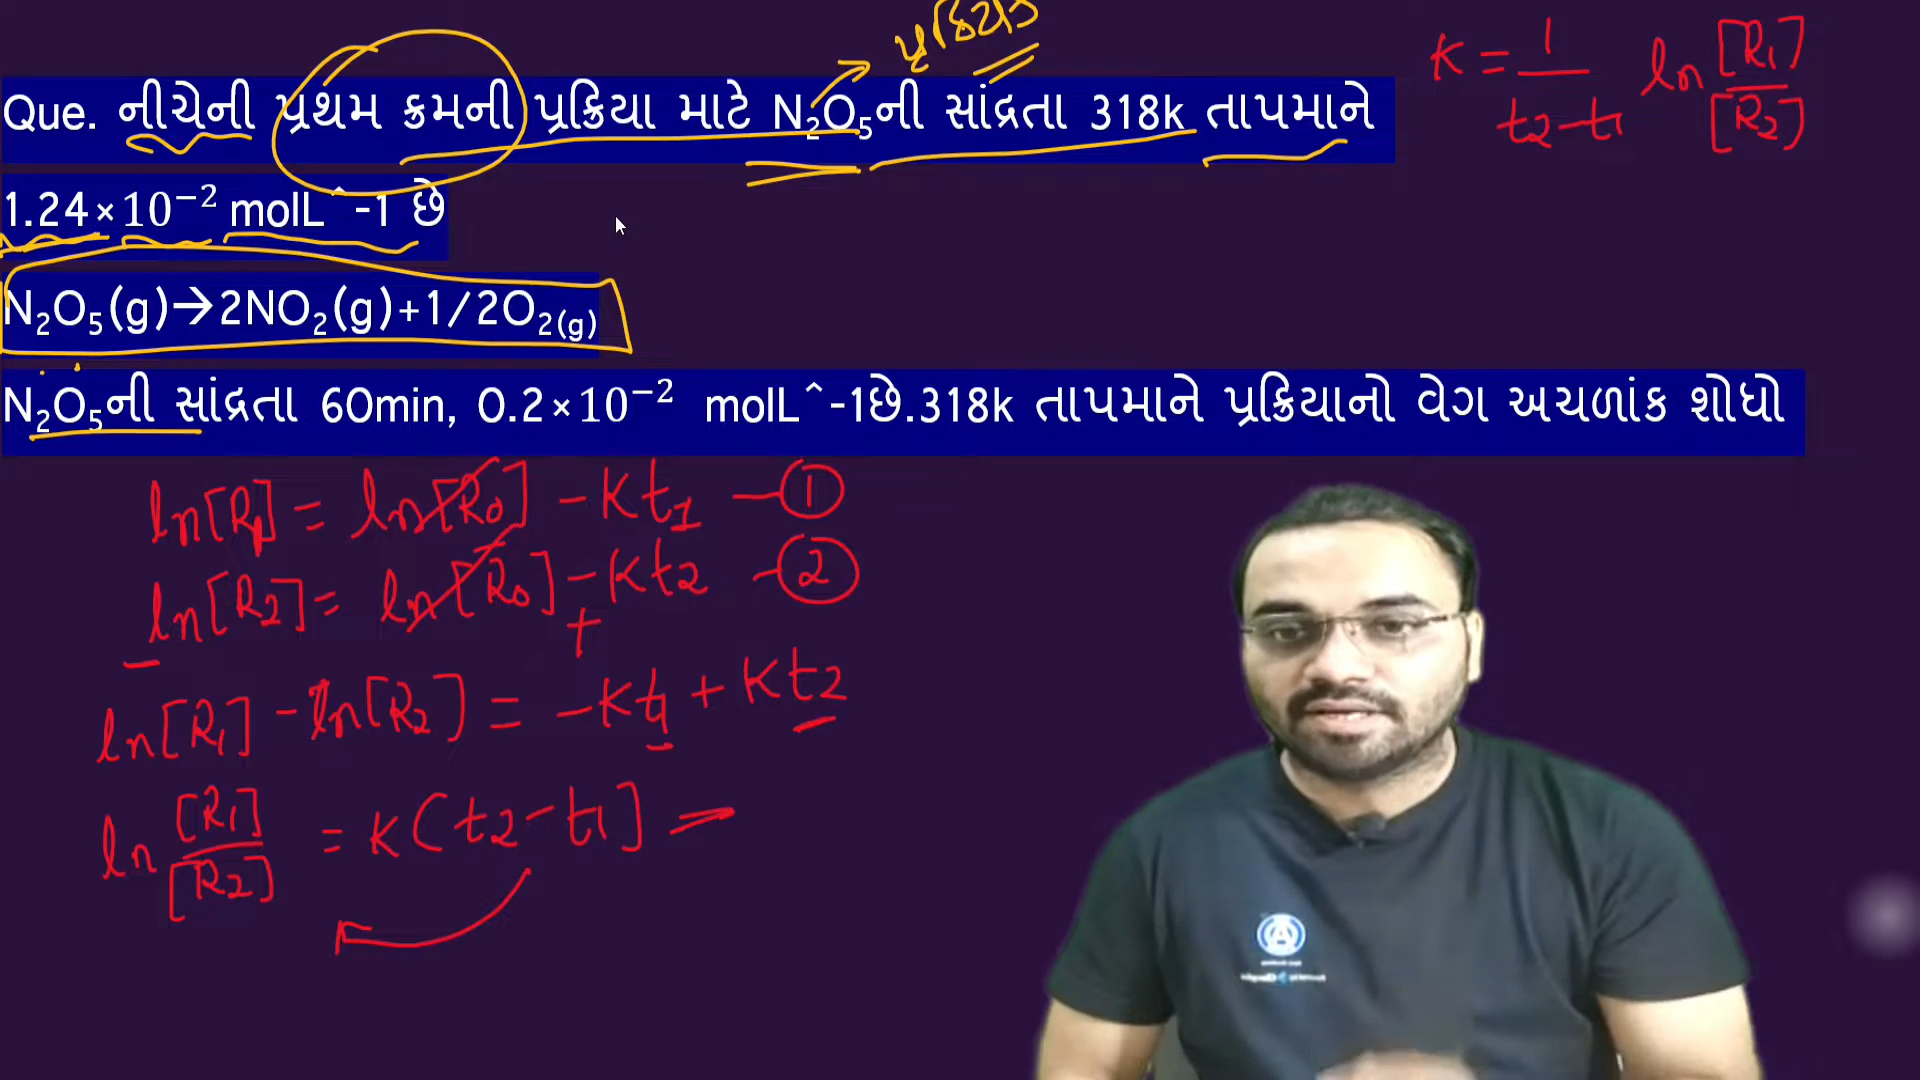 પ્રક્રિયક
K = 1 / t2-t1 ln [R1] / [R2]
Que. નીચેની પ્રથમ ક્રમની પ્રક્રિયા માટે N₂O₅ની સાંદ્રતા 318k તાપમાને
1.24×10⁻² molL^-1 છે
N₂O₅(g)→2NO₂(g)+1/2O₂(g)
N₂O₅ની સાંદ્રતા 60min, 0.2×10⁻² molL^-1છે.318k તાપમાને પ્રક્રિયાનો વેગ અચળાંક શોધો
ln[R1] = ln[R0] - Kt1 - 1
ln[R2] = ln[R0] - Kt2 - 2
+
ln[R1] - ln[R2] = -Kt1 + Kt2
ln [R1] / [R2] = K(t2-t1]